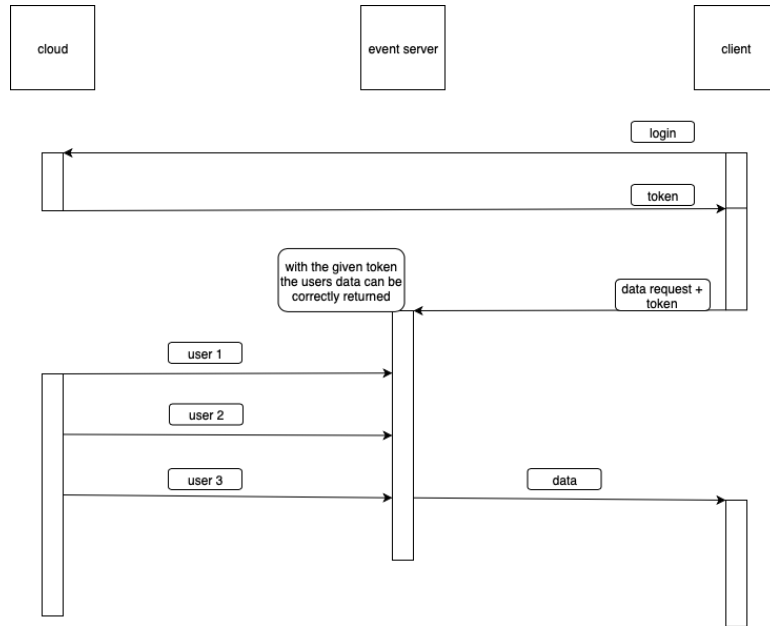 cloud
event server
client
login
token
with the given token
the users data can be
correctly returned
data request +
token
user 1
user 2
user 3
data